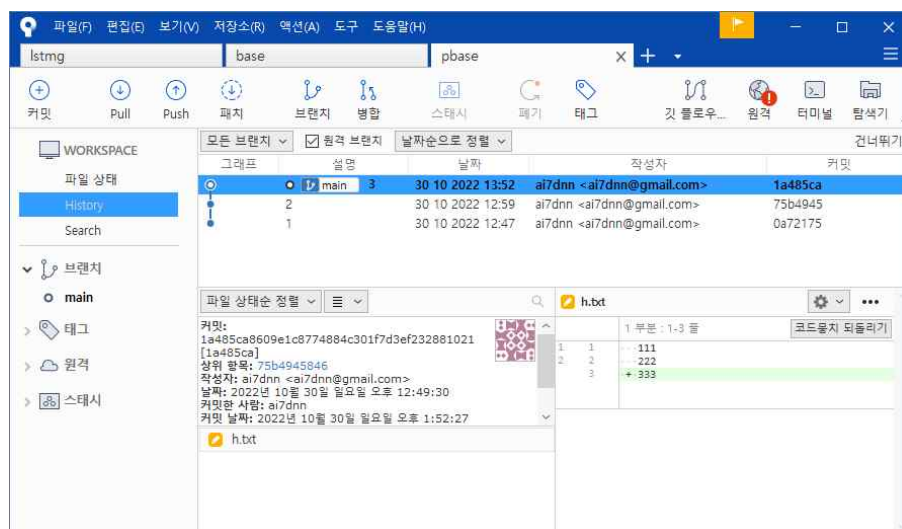 파일(F) 편집(E) 보기(V) 저장소(R) 액션(A) 도구 도움말(H)
lstmg base pbase
커밋 Pull Push 패치 브랜치 병합 스태시 폐기 태그 깃 플로우... 원격 터미널 탐색기
모든 브랜치 원격 브랜치 날짜순으로 정렬 건너뛰기
그래프 설명 날짜 작성자 커밋
main 3 30 10 2022 13:52 ai7dnn <ai7dnn@gmail.com> 1a485ca
2 30 10 2022 12:59 ai7dnn <ai7dnn@gmail.com> 75b4945
1 30 10 2022 12:47 ai7dnn <ai7dnn@gmail.com> 0a72175
WORKSPACE
파일 상태
History
Search
브랜치
main
태그
원격
스태시
파일 상태순 정렬
커밋:
1a485ca8609e1c8774884c301f7d3ef232881021
[1a485ca]
상위 항목: 75b4945846
작성자: ai7dnn <ai7dnn@gmail.com>
날짜: 2022년 10월 30일 일요일 오후 12:49:30
커밋한 사람: ai7dnn
커밋 날짜: 2022년 10월 30일 일요일 오후 1:52:27
h.txt
h.txt
1 부분 : 1-3 줄 코드뭉치 되돌리기
1 1 111
2 2 222
3 + 333